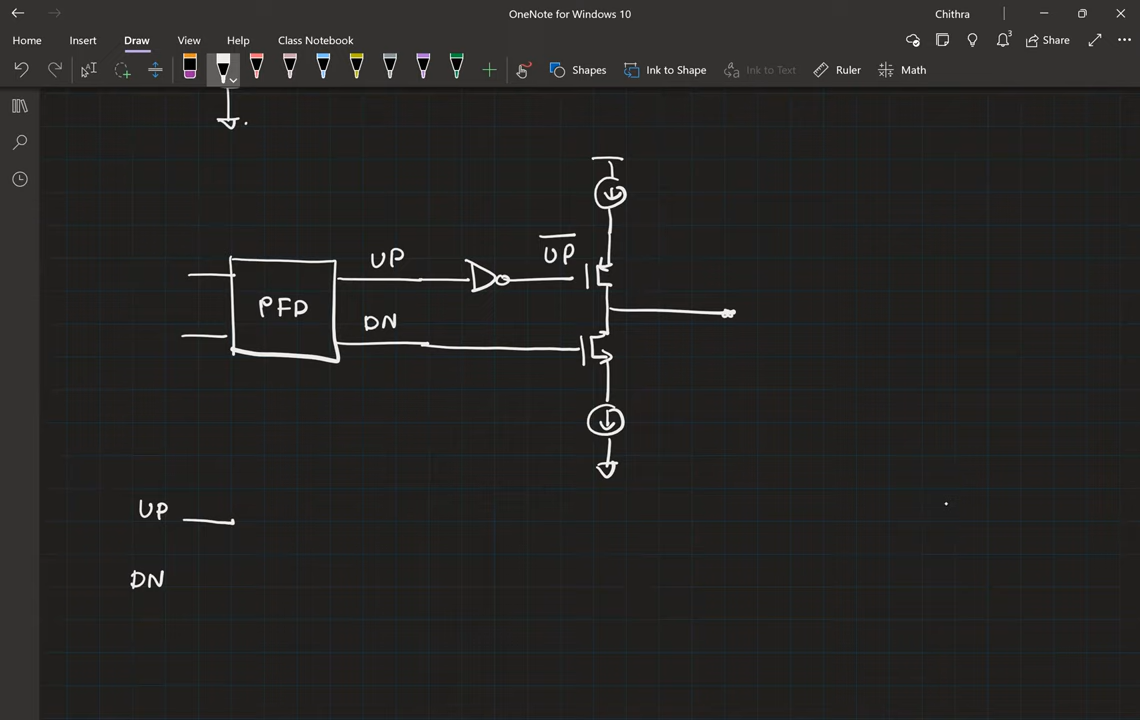 OneNote for Windows 10
Chithra
Home Insert Draw View Help Class Notebook
Share
Shapes Ink to Shape Ink to Text Ruler Math
UP
U̅P̅
PFD
DN
UP
DN